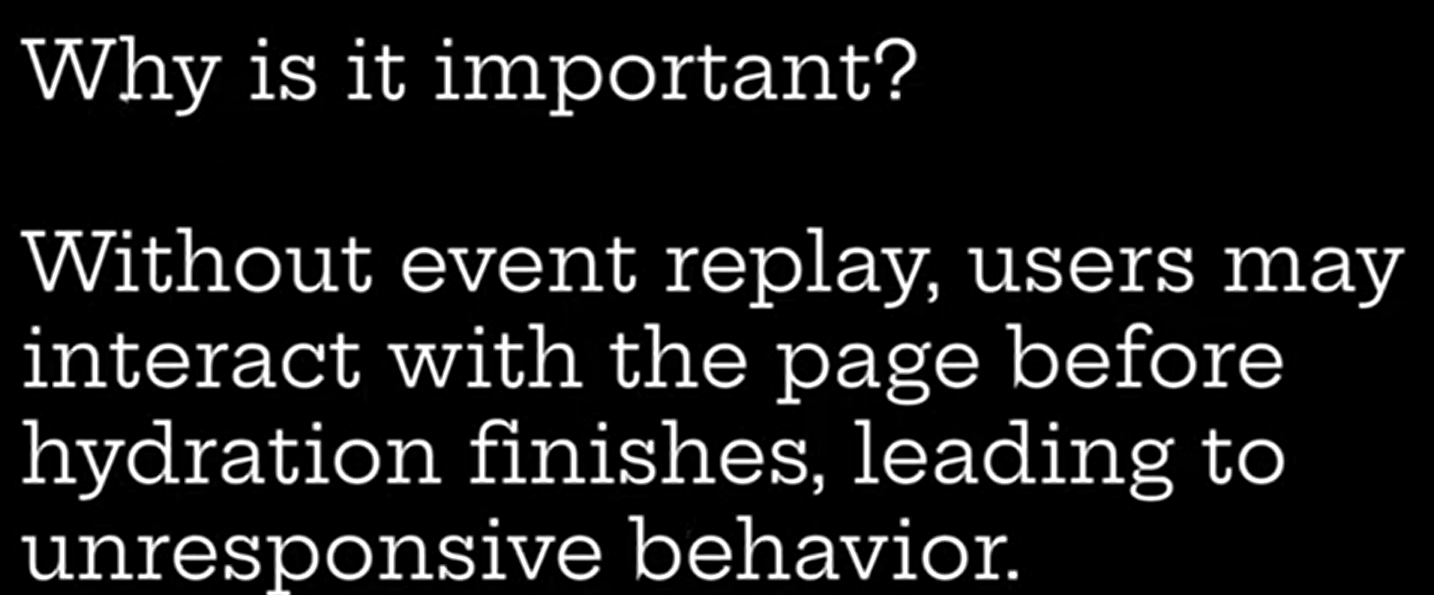 Why is it important?
Without event replay, users may
interact with the page before
hydration finishes, leading to
unresponsive behavior.